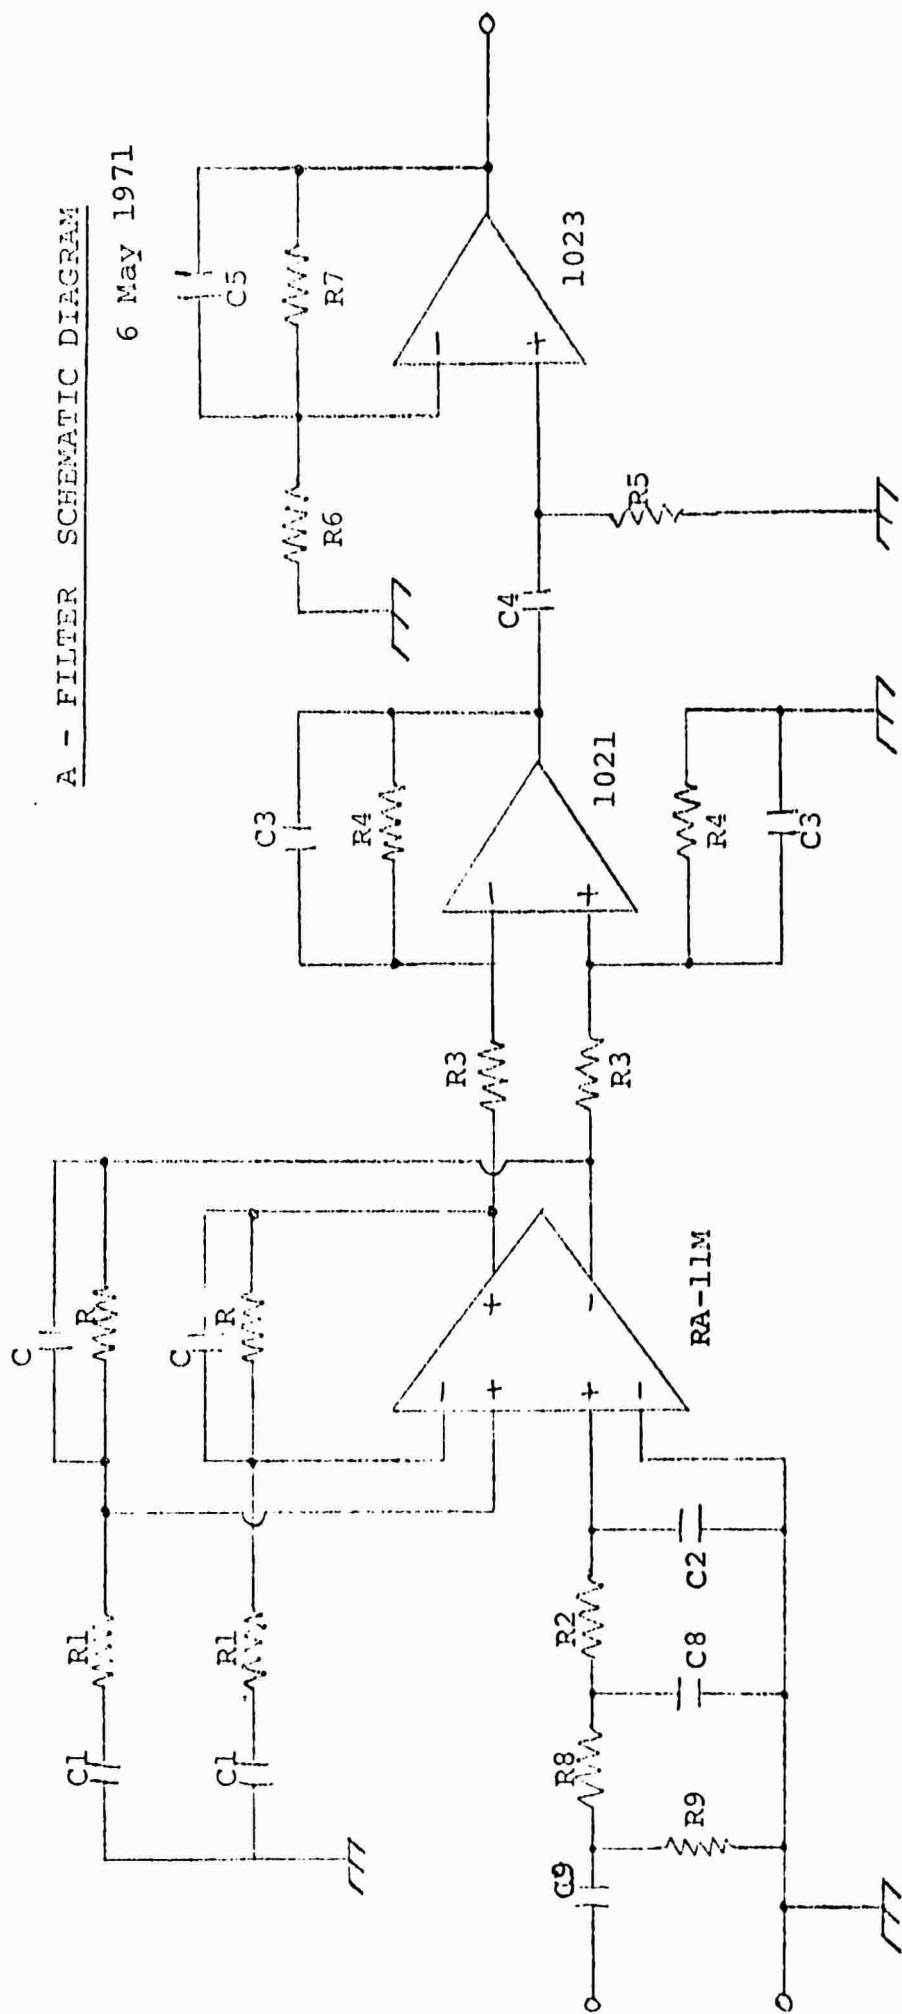 A - FILTER SCHEMATIC DIAGRAM
6 May 1971
C
R
C
R
C1
R1
C1
R1
C9
R9
R8
C8
R2
C2
-
+
+
-
+
-
RA-11M
R3
R3
C3
R4
-
+
1021
R4
C3
C4
R5
R6
C5
R7
-
+
1023